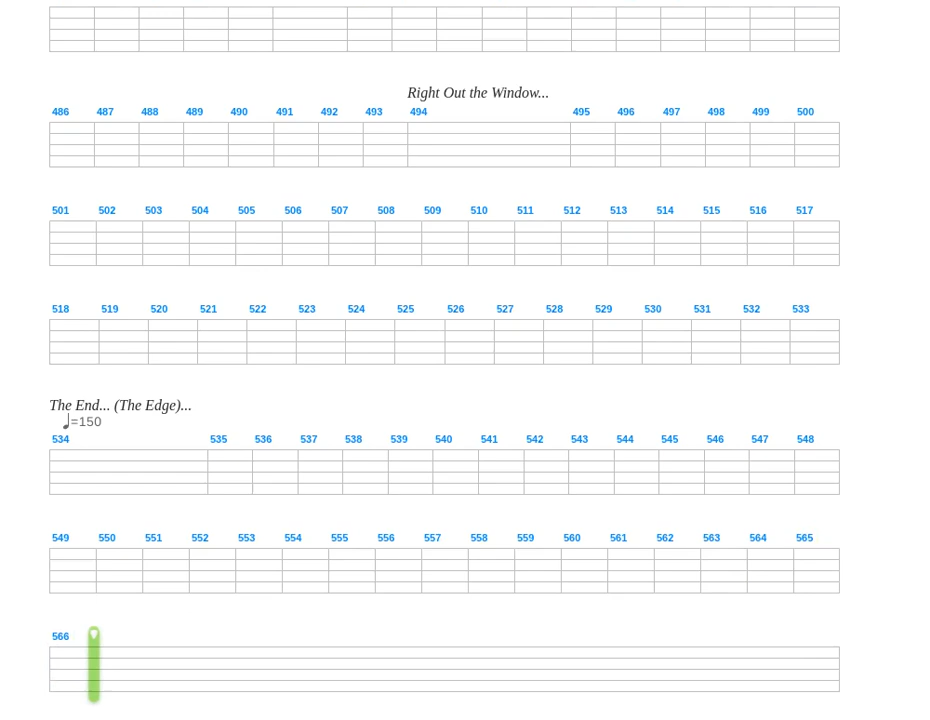 Right Out the Window...
486 487 488 489 490 491 492 493 494 495 496 497 498 499 500
501 502 503 504 505 506 507 508 509 510 511 512 513 514 515 516 517
518 519 520 521 522 523 524 525 526 527 528 529 530 531 532 533
The End... (The Edge)...
♩=150
534 535 536 537 538 539 540 541 542 543 544 545 546 547 548
549 550 551 552 553 554 555 556 557 558 559 560 561 562 563 564 565
566